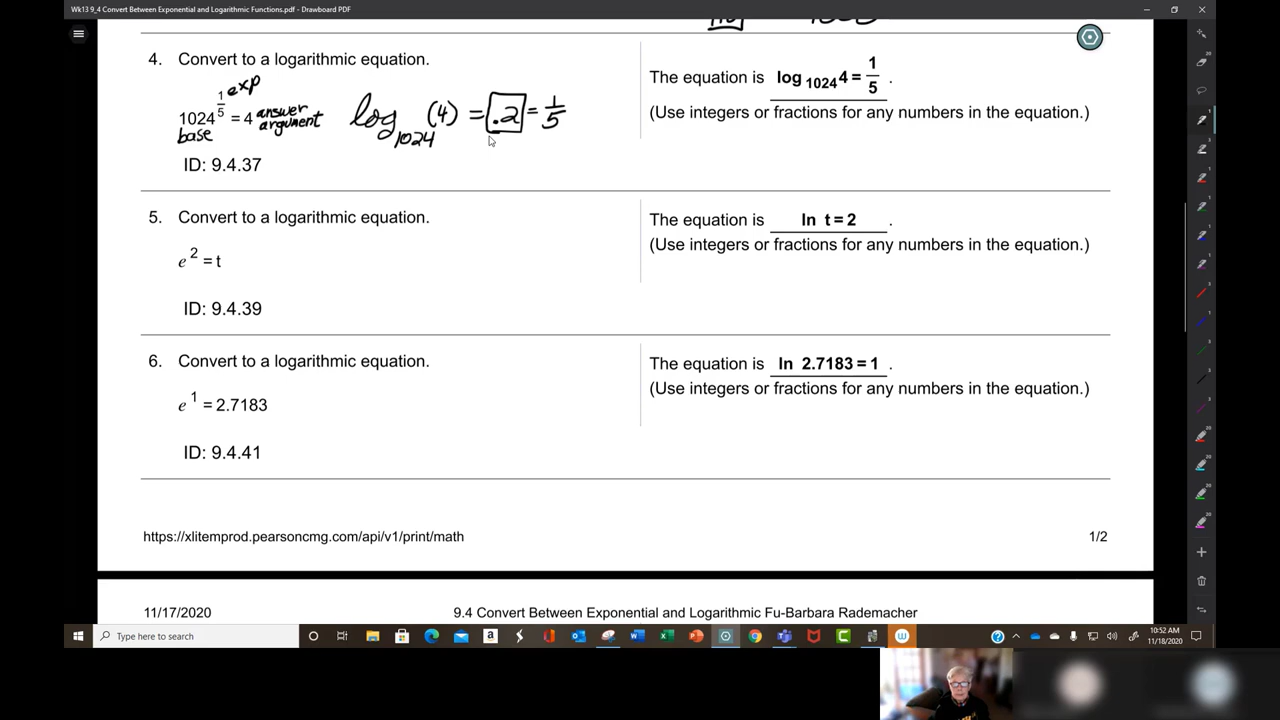 Wk13 9_4 Convert Between Exponential and Logarithmic Functions.pdf - Drawboard PDF
4. Convert to a logarithmic equation.
1024^(1/5) = 4
exp
base
answer
argument
log_1024 (4) = .2 = 1/5
ID: 9.4.37
The equation is log_1024 4 = 1/5 .
(Use integers or fractions for any numbers in the equation.)
5. Convert to a logarithmic equation.
e^2 = t
ID: 9.4.39
The equation is ln t = 2 .
(Use integers or fractions for any numbers in the equation.)
6. Convert to a logarithmic equation.
e^1 = 2.7183
ID: 9.4.41
The equation is ln 2.7183 = 1 .
(Use integers or fractions for any numbers in the equation.)
https://xlitemprod.pearsoncmg.com/api/v1/print/math 1/2
11/17/2020 9.4 Convert Between Exponential and Logarithmic Fu-Barbara Rademacher
Type here to search
10:52 AM
11/18/2020